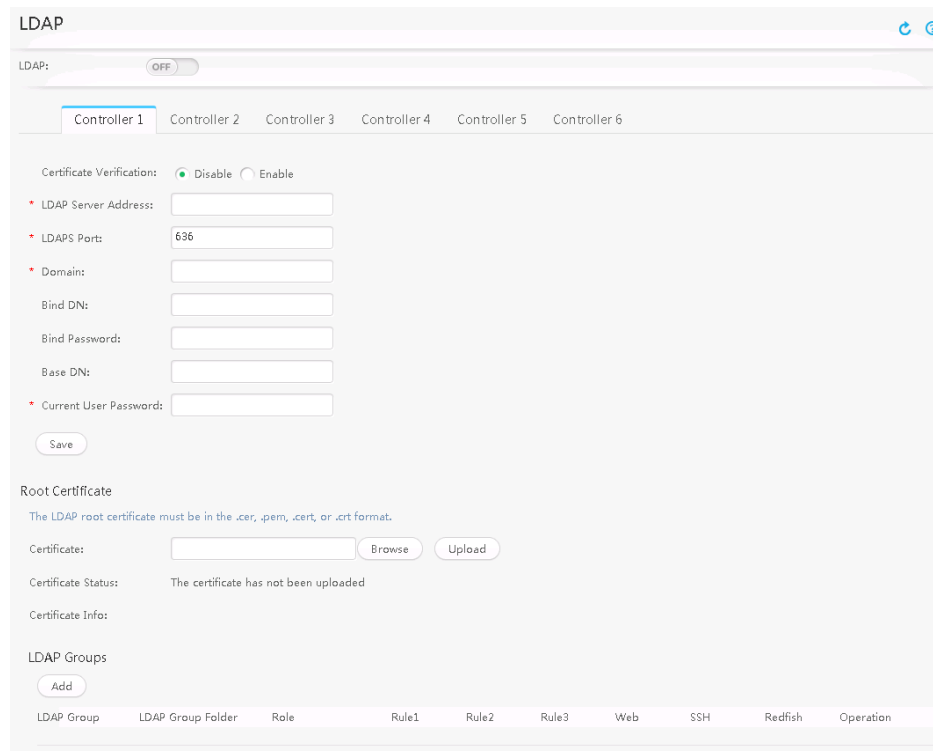 LDAP
LDAP: OFF
Controller 1 Controller 2 Controller 3 Controller 4 Controller 5 Controller 6
Certificate Verification: Disable Enable
* LDAP Server Address:
* LDAPS Port: 636
* Domain:
Bind DN:
Bind Password:
Base DN:
* Current User Password:
Save
Root Certificate
The LDAP root certificate must be in the .cer, .pem, .cert, or .crt format.
Certificate: Browse Upload
Certificate Status: The certificate has not been uploaded
Certificate Info:
LDAP Groups
Add
LDAP Group LDAP Group Folder Role Rule1 Rule2 Rule3 Web SSH Redfish Operation